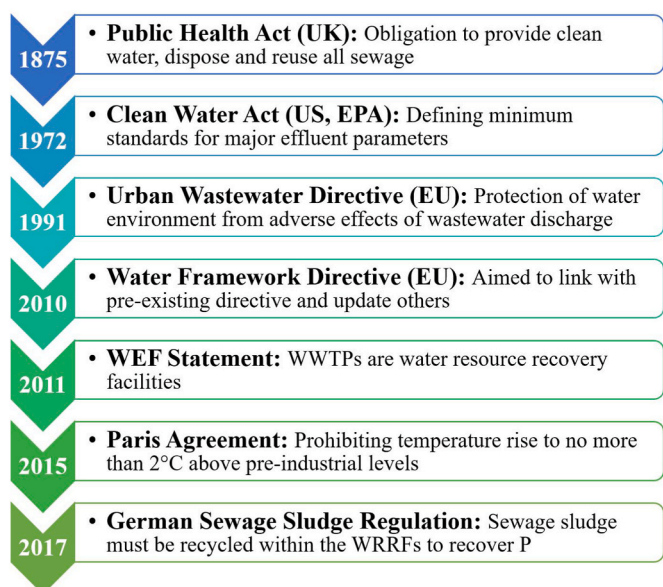 1875
• Public Health Act (UK): Obligation to provide clean
water, dispose and reuse all sewage
1972
• Clean Water Act (US, EPA): Defining minimum
standards for major effluent parameters
1991
• Urban Wastewater Directive (EU): Protection of water
environment from adverse effects of wastewater discharge
2010
• Water Framework Directive (EU): Aimed to link with
pre-existing directive and update others
2011
• WEF Statement: WWTPs are water resource recovery
facilities
2015
• Paris Agreement: Prohibiting temperature rise to no more
than 2°C above pre-industrial levels
2017
• German Sewage Sludge Regulation: Sewage sludge
must be recycled within the WRRFs to recover P